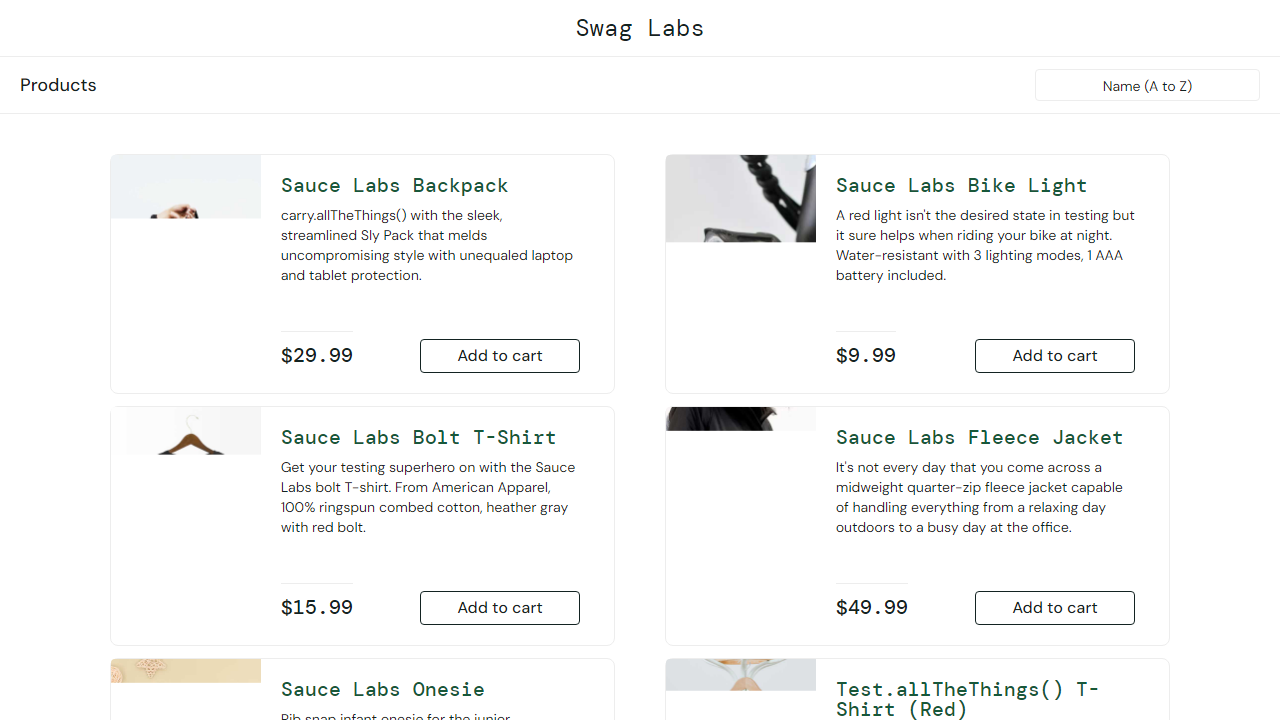 Swag Labs
Products
Name (A to Z)
Sauce Labs Backpack
carry.allTheThings() with the sleek,
streamlined Sly Pack that melds
uncompromising style with unequaled laptop
and tablet protection.
$29.99
Add to cart
Sauce Labs Bike Light
A red light isn't the desired state in testing but
it sure helps when riding your bike at night.
Water-resistant with 3 lighting modes, 1 AAA
battery included.
$9.99
Add to cart
Sauce Labs Bolt T-Shirt
Get your testing superhero on with the Sauce
Labs bolt T-shirt. From American Apparel,
100% ringspun combed cotton, heather gray
with red bolt.
$15.99
Add to cart
Sauce Labs Fleece Jacket
It's not every day that you come across a
midweight quarter-zip fleece jacket capable
of handling everything from a relaxing day
outdoors to a busy day at the office.
$49.99
Add to cart
Sauce Labs Onesie
Rib snap infant onesie for the junior
Test.allTheThings() T-
Shirt (Red)